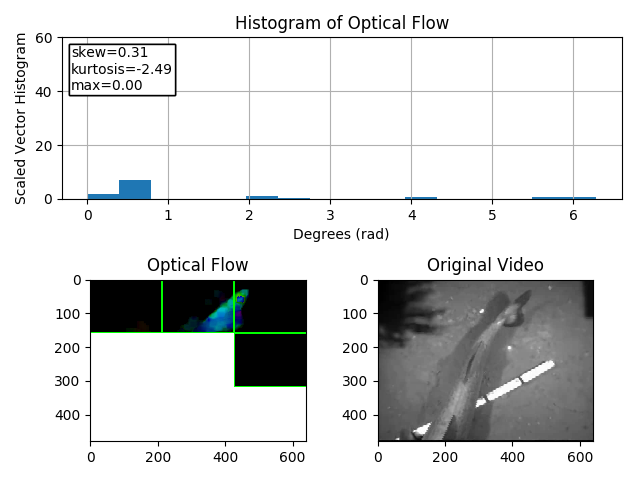 Histogram of Optical Flow
Scaled Vector Histogram
60
40
20
0
skew=0.31
kurtosis=-2.49
max=0.00
0 1 2 3 4 5 6
Degrees (rad)
Optical Flow
0
100
200
300
400
0 200 400 600
Original Video
0
100
200
300
400
0 200 400 600